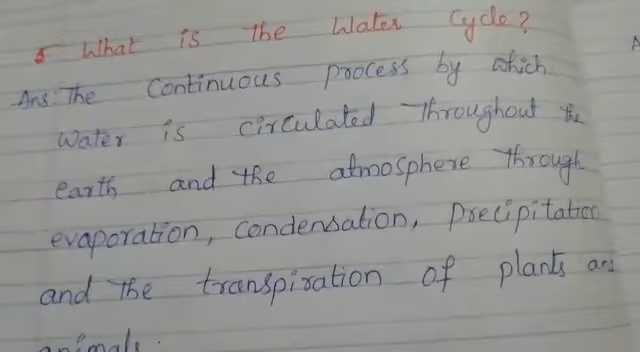 5 What is the Water Cycle?
Ans: The Continuous process by which
Water is circulated throughout the
earth and the atmosphere through
evaporation, condensation, precipitation
and the transpiration of plants and
animals.